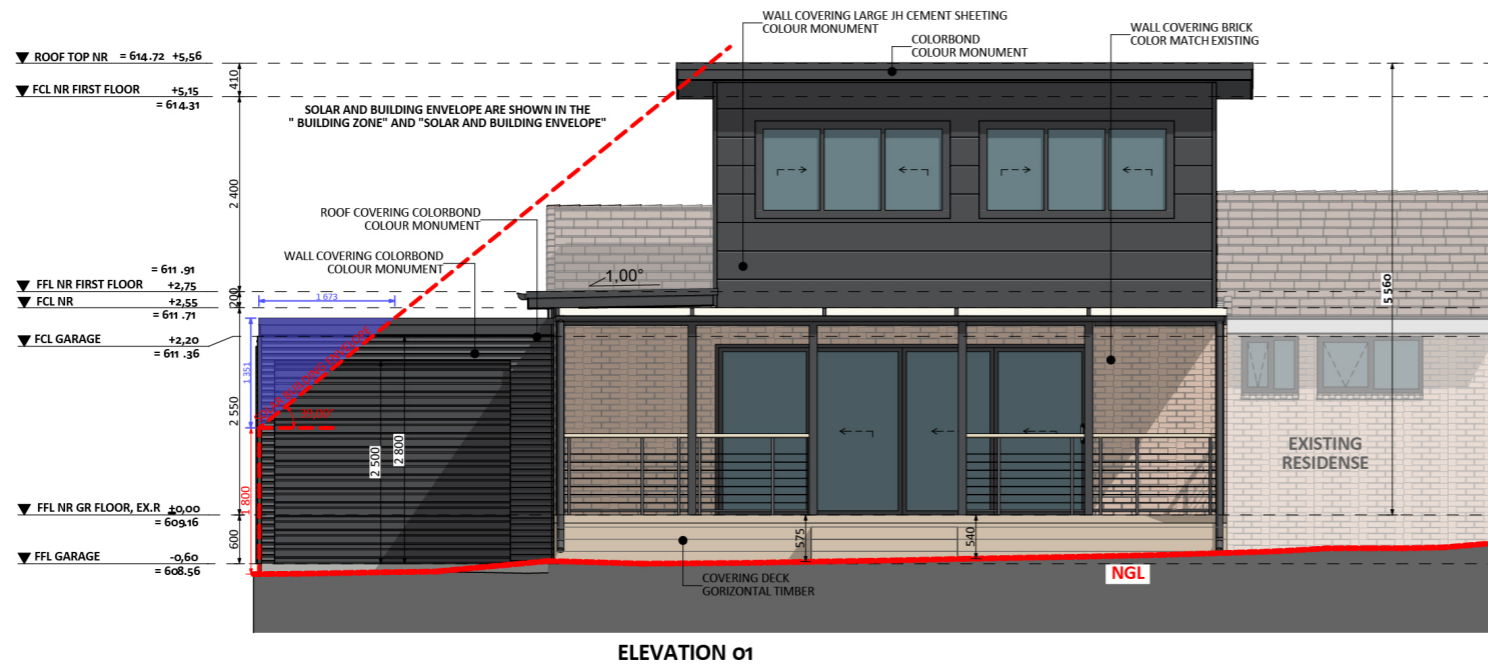 WALL COVERING LARGE JH CEMENT SHEETING
COLOUR MONUMENT
COLORBOND
COLOUR MONUMENT
WALL COVERING BRICK
COLOR MATCH EXISTING
ROOF TOP NR = 614.72 +5,56
410
FCL NR FIRST FLOOR +5,15
= 614.31
SOLAR AND BUILDING ENVELOPE ARE SHOWN IN THE
" BUILDING ZONE" AND "SOLAR AND BUILDING ENVELOPE"
2 400
ROOF COVERING COLORBOND
COLOUR MONUMENT
WALL COVERING COLORBOND
COLOUR MONUMENT
= 611 .91
FFL NR FIRST FLOOR +2,75
200
1 673
1,00°
5 560
FCL NR +2,55
= 611.71
FCL GARAGE +2,20
= 611 .36
1 351
2 550
2 500
2 800
EXISTING
RESIDENSE
1 800
FFL NR GR FLOOR, EX.R ±0,00
= 609.16
600
575
540
FFL GARAGE -0,60
= 608.56
NGL
COVERING DECK
GORIZONTAL TIMBER
ELEVATION 01